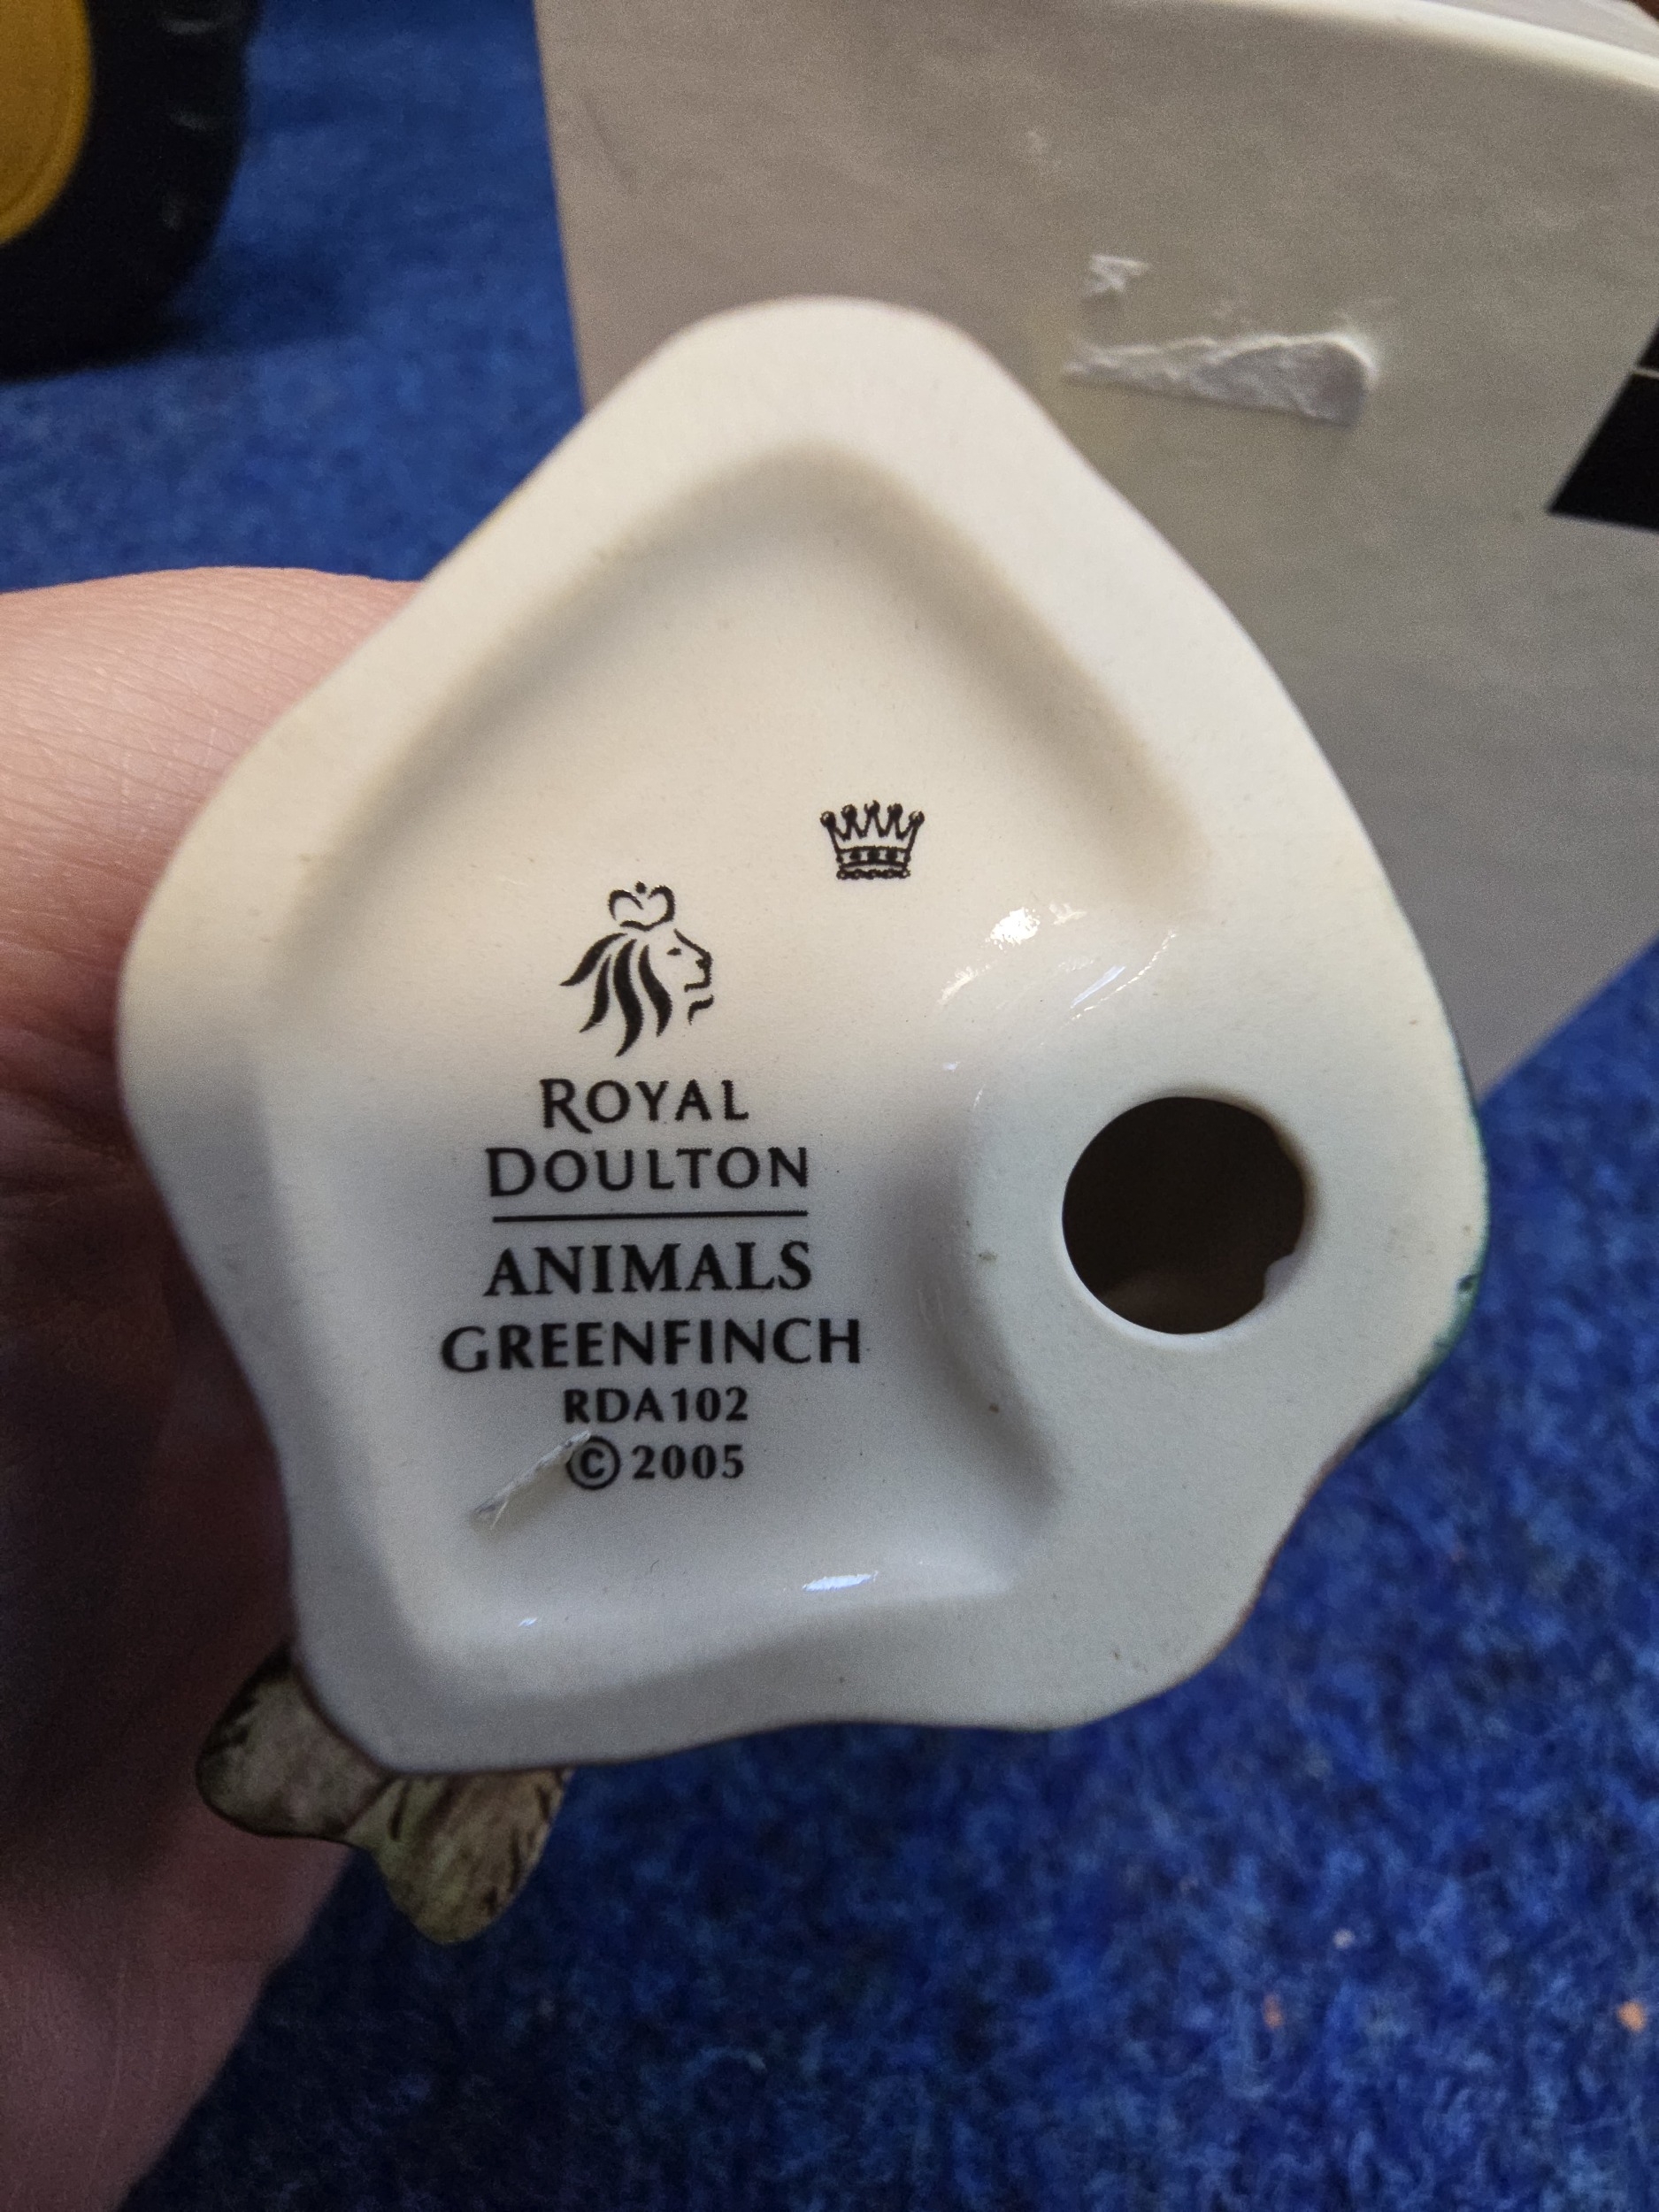 ROYAL
DOULTON
ANIMALS
GREENFINCH
RDA102
©2005